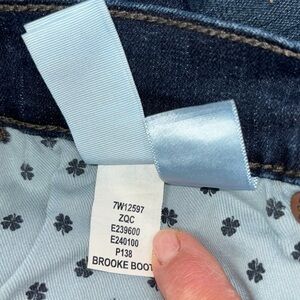 7W12597
ZQC
E239600
E240100
P138
BROOKE BOOT